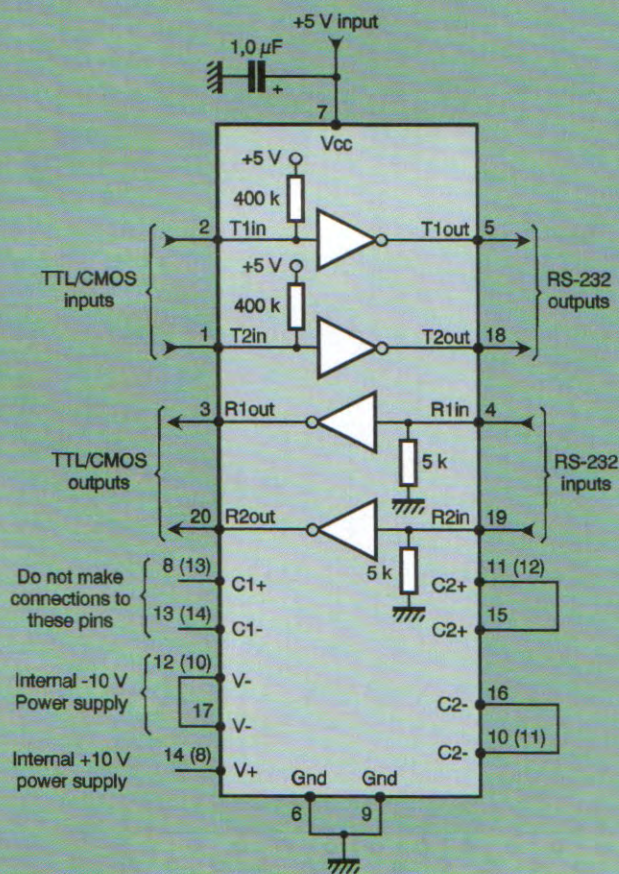 +5 V input
1,0 µF
+
7
Vcc
+5 V
400 k
2 T1in T1out 5
+5 V
TTL/CMOS
inputs
RS-232
outputs
400 k
1 T2in T2out 18
3 R1out R1in 4
TTL/CMOS
outputs
5 k
RS-232
inputs
20 R2out R2in 19
Do not make
connections to
these pins
8 (13)
C1+
5 k
C2+
11 (12)
13 (14)
C1-
C2+
15
Internal -10 V
Power supply
12 (10)
V-
17
V-
C2-
16
C2-
10 (11)
Internal +10 V
power supply
14 (8)
V+
Gnd Gnd
6 9